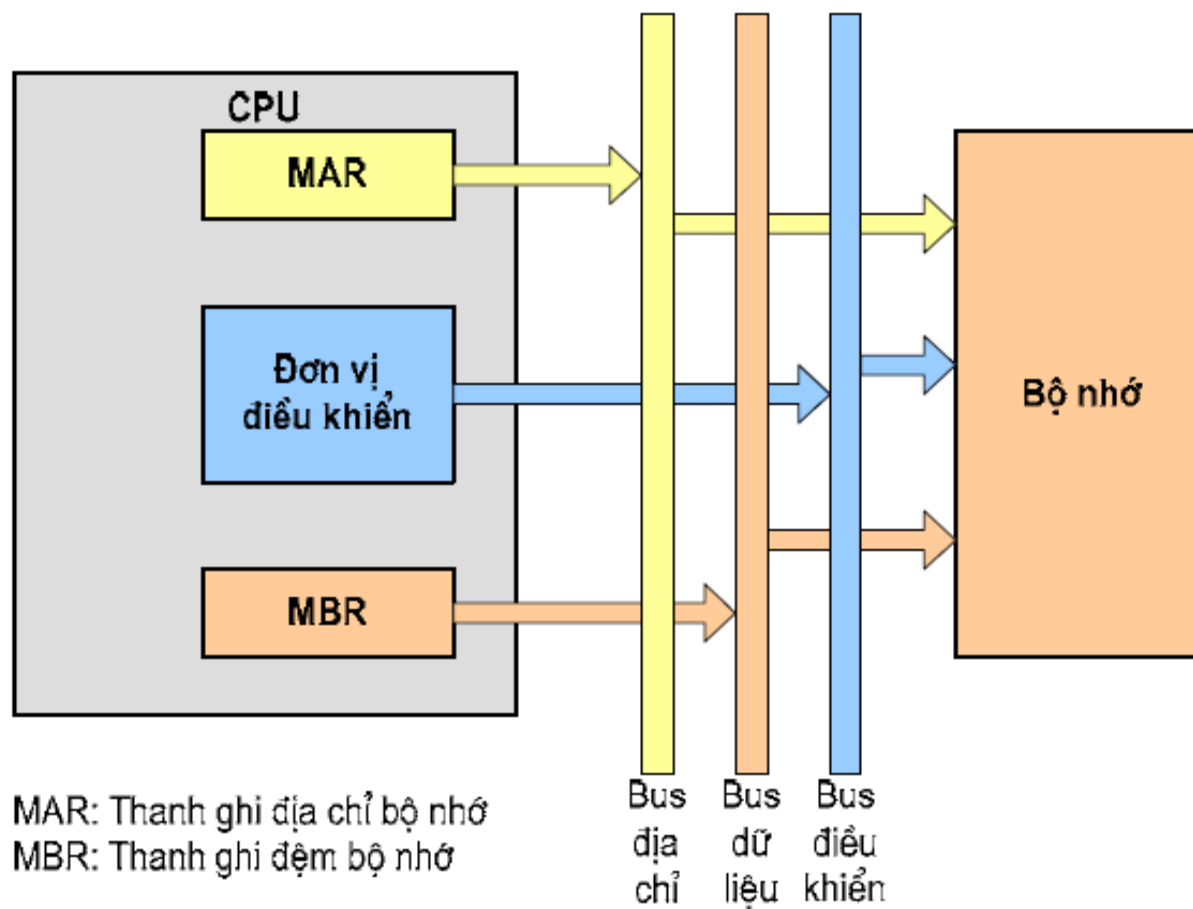 CPU
MAR
Đơn vị
điều khiển
MBR
Bộ nhớ
Bus
địa
chỉ
Bus
dữ
liệu
Bus
điều
khiển
MAR: Thanh ghi địa chỉ bộ nhớ
MBR: Thanh ghi đệm bộ nhớ